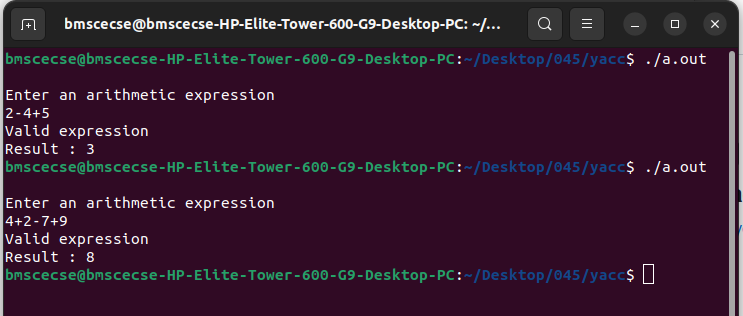 bmscecse@bmscecse-HP-Elite-Tower-600-G9-Desktop-PC: ~/...
bmscecse@bmscecse-HP-Elite-Tower-600-G9-Desktop-PC:~/Desktop/045/yacc$ ./a.out
Enter an arithmetic expression
2-4+5
Valid expression
Result : 3
bmscecse@bmscecse-HP-Elite-Tower-600-G9-Desktop-PC:~/Desktop/045/yacc$ ./a.out
Enter an arithmetic expression
4+2-7+9
Valid expression
Result : 8
bmscecse@bmscecse-HP-Elite-Tower-600-G9-Desktop-PC:~/Desktop/045/yacc$